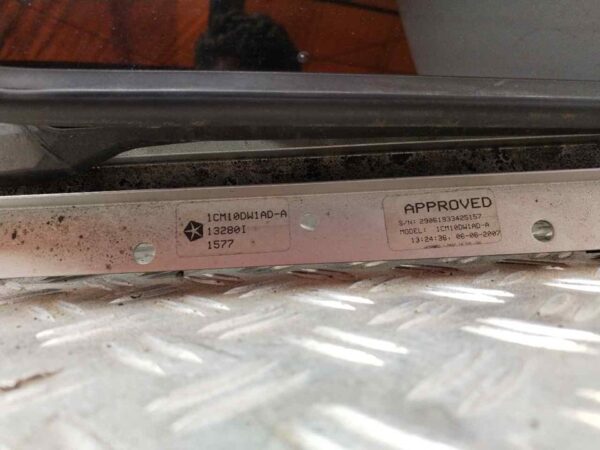 1CM10DW1AD-A
13280I
1577
APPROVED
S/N: 29061933425157
MODEL: 1CM10DW1AD-A
13:24:36, 06-06-2007